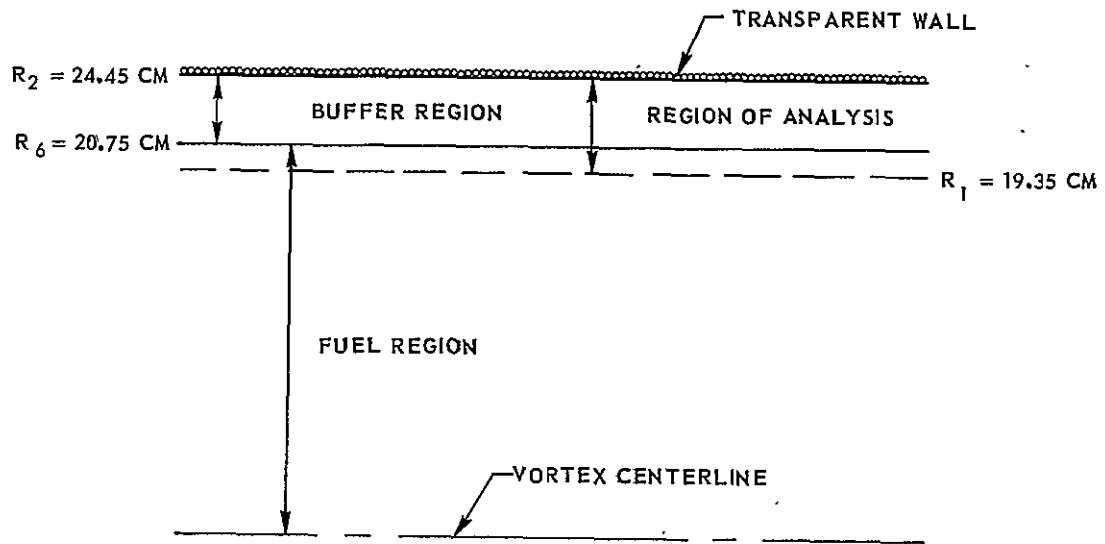 TRANSPARENT WALL
R₂ = 24.45 CM
BUFFER REGION
REGION OF ANALYSIS
R₆ = 20.75 CM
R₁ = 19.35 CM
FUEL REGION
VORTEX CENTERLINE